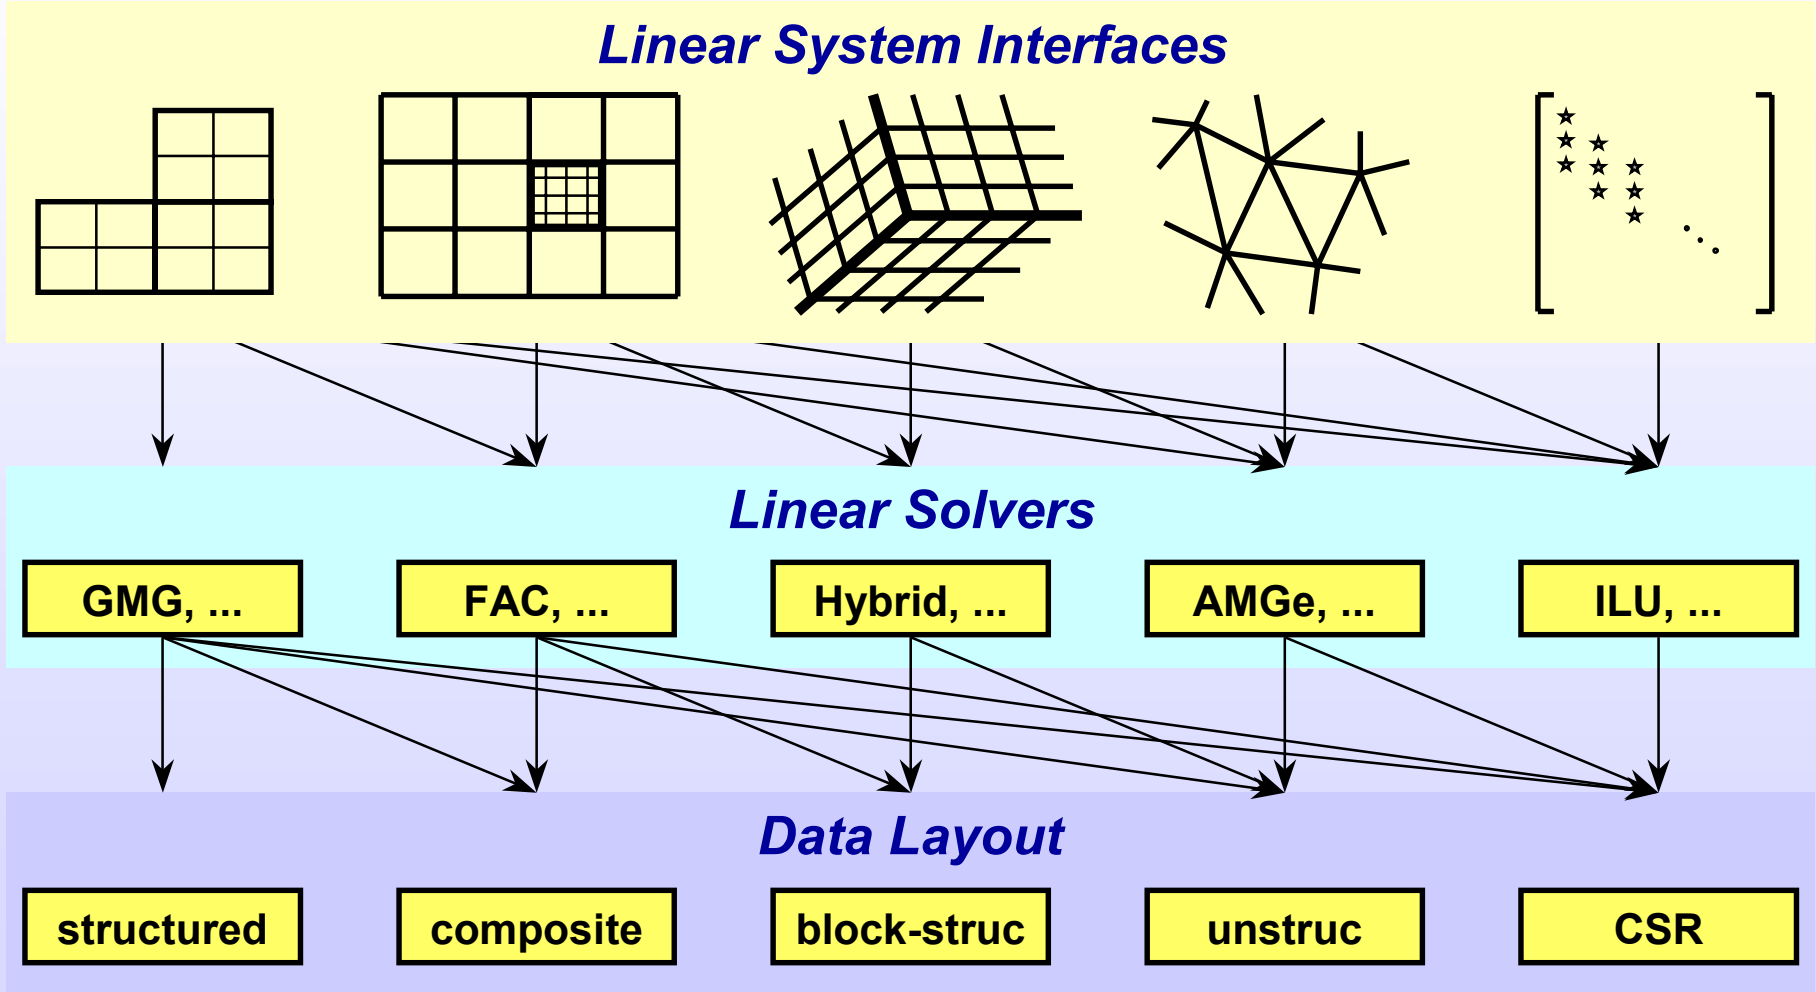 Linear System Interfaces
Linear Solvers
GMG, ...
FAC, ...
Hybrid, ...
AMGe, ...
ILU, ...
Data Layout
structured
composite
block-struc
unstruc
CSR